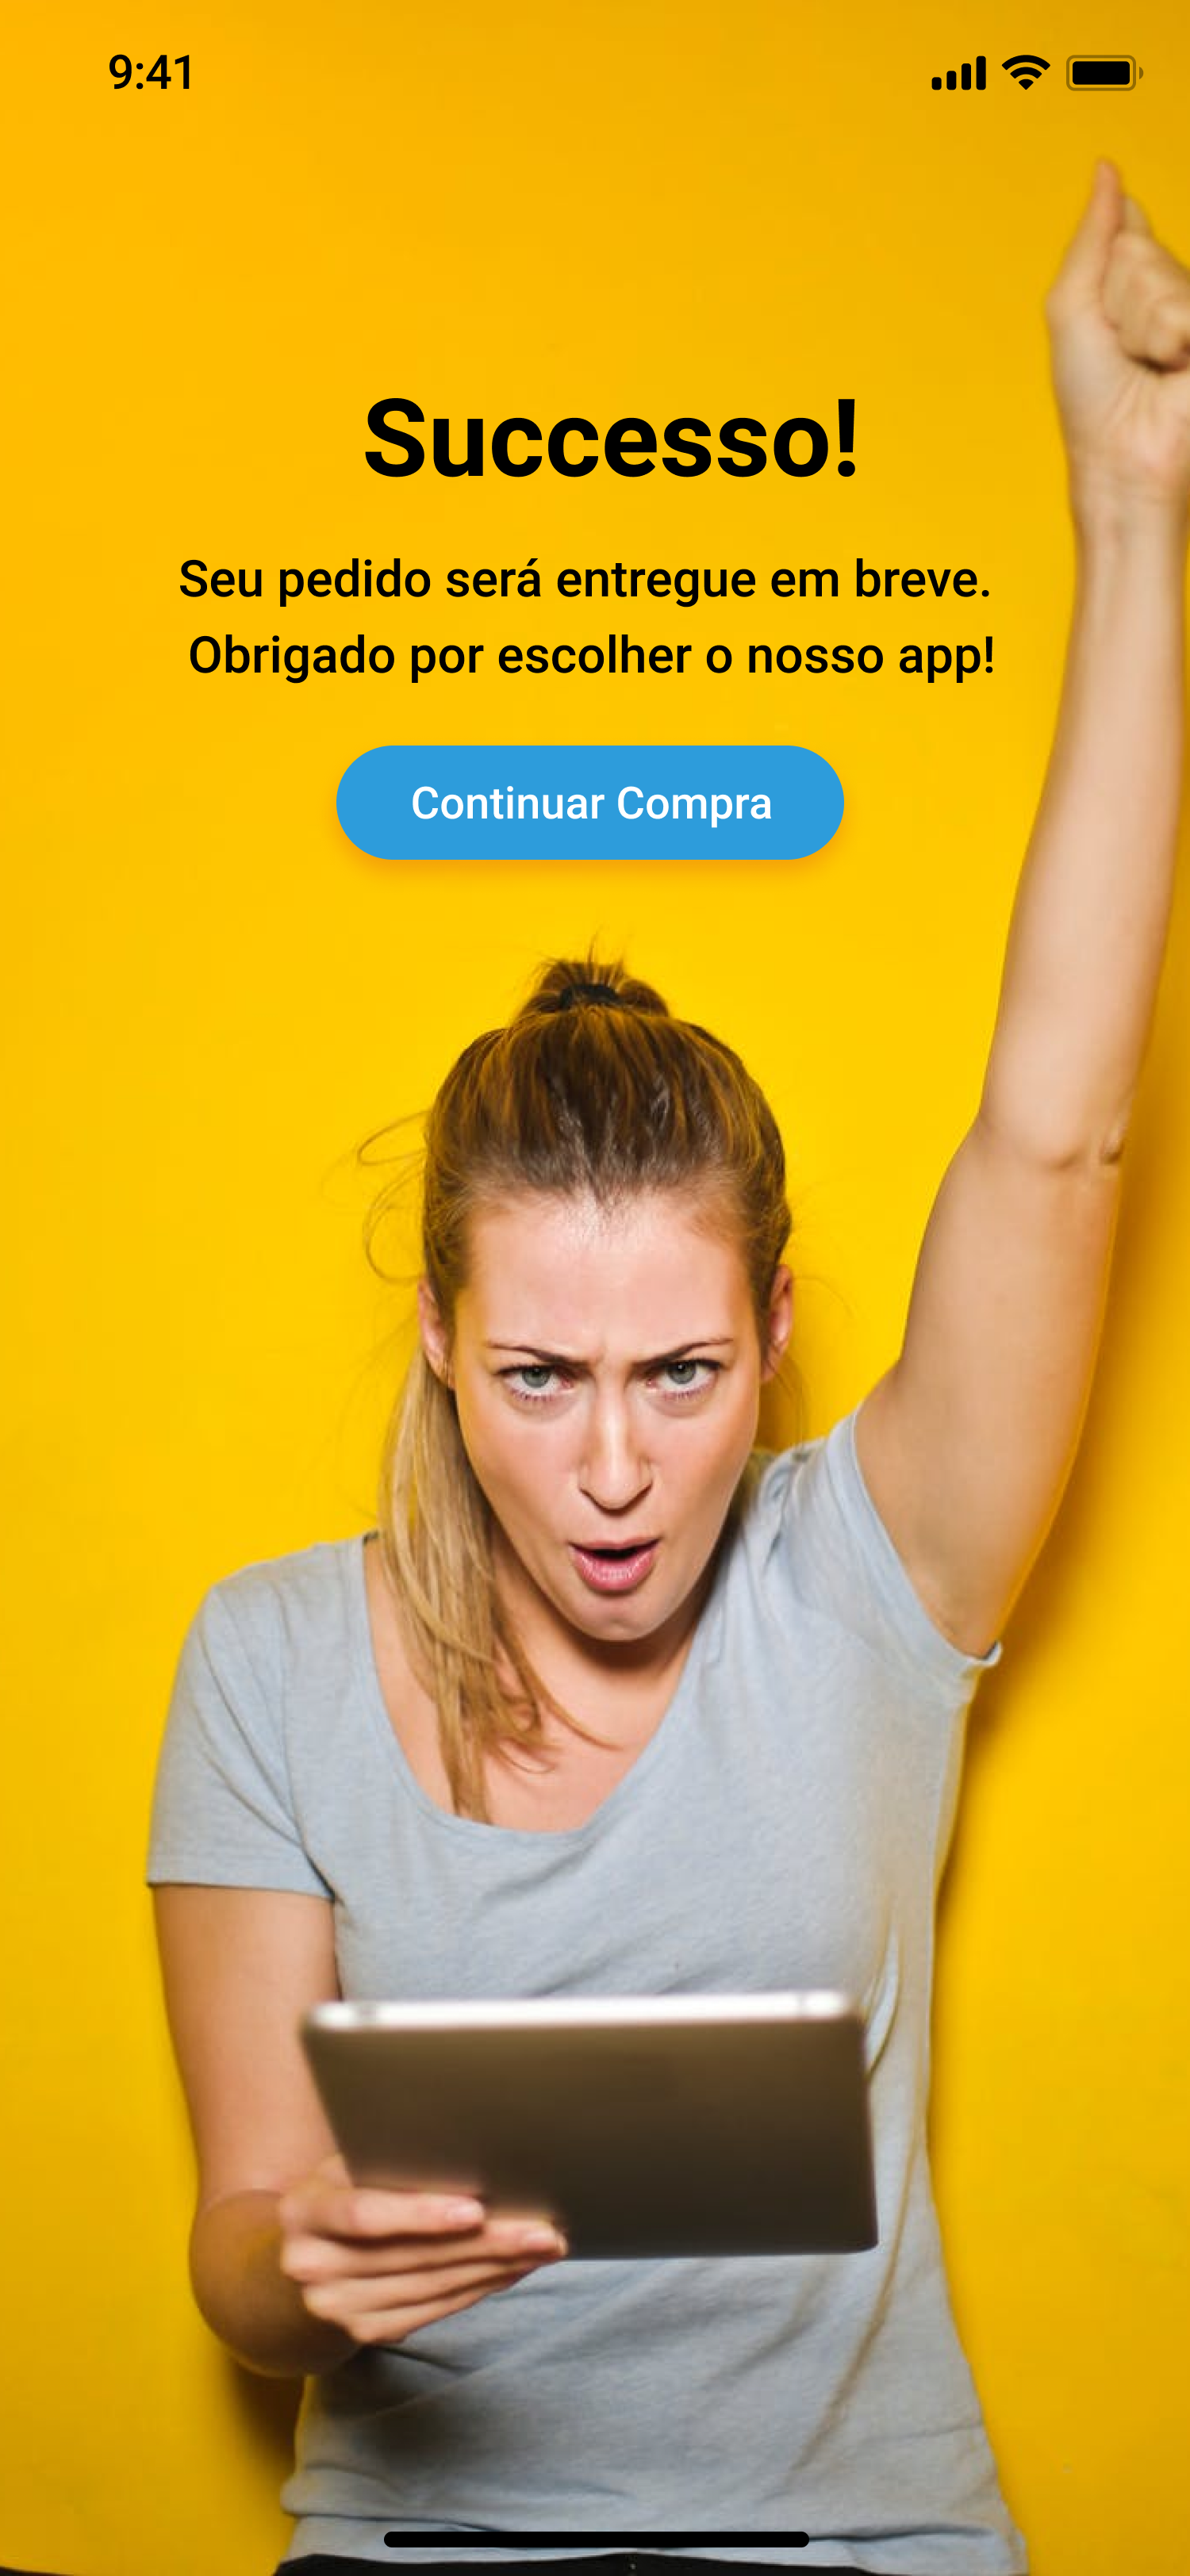 9:41
Successo!
Seu pedido será entregue em breve.
Obrigado por escolher o nosso app!
Continuar Compra